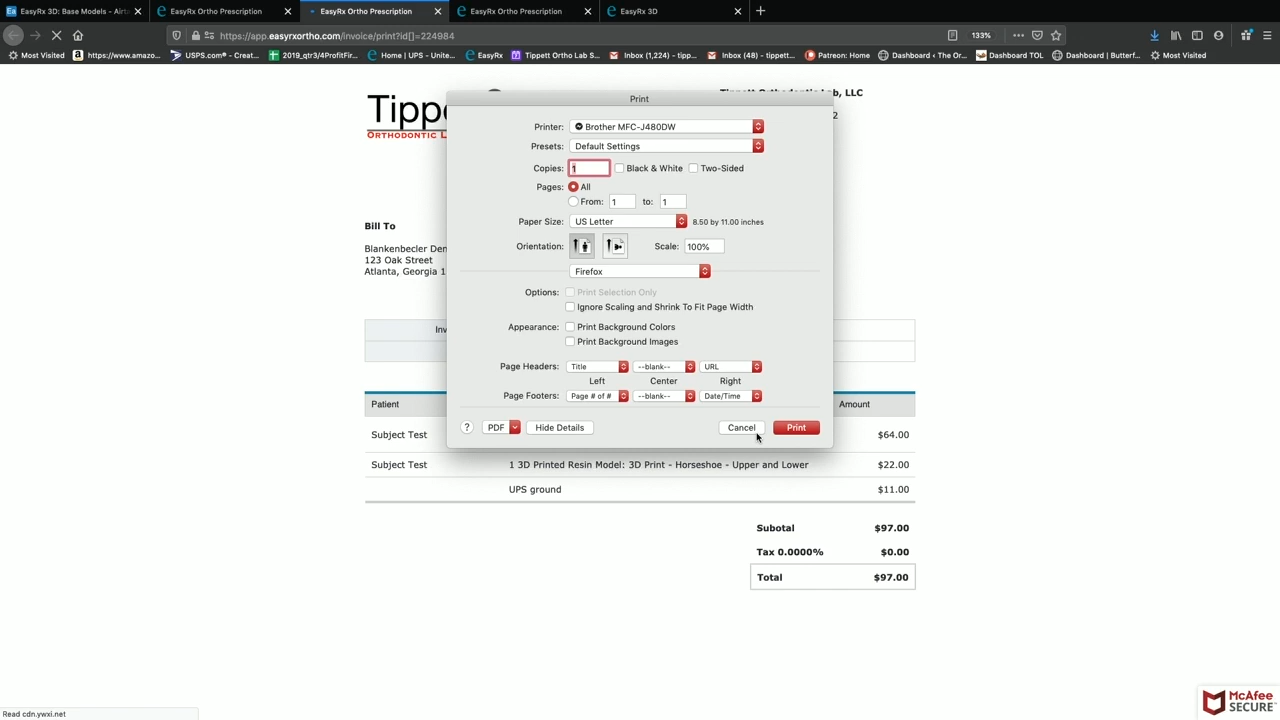 EasyRx 3D: Base Models - Airta
EasyRx Ortho Prescription
EasyRx Ortho Prescription
EasyRx Ortho Prescription
EasyRx 3D
https://app.easyrxortho.com/invoice/print?id[]=224984
133%
Most Visited
https://www.amazo...
USPS.com® - Creat...
2019_qtr3/4ProfitFir...
Home | UPS - Unite...
EasyRx
Tippett Ortho Lab S...
Inbox (1,224) - tipp...
Inbox (48) - tippett...
Patreon: Home
Dashboard ‹ The Or...
Dashboard TOL
Dashboard | Butterf...
Most Visited
Print
Printer: Brother MFC-J480DW
Presets: Default Settings
Copies: 1 Black & White Two-Sided
Pages: All
From: 1 to: 1
Paper Size: US Letter 8.50 by 11.00 inches
Orientation: Scale: 100%
Firefox
Options: Print Selection Only
Ignore Scaling and Shrink To Fit Page Width
Appearance: Print Background Colors
Print Background Images
Page Headers: Title --blank-- URL
Left Center Right
Page Footers: Page # of # --blank-- Date/Time
? PDF Hide Details Cancel Print
Tipp
ORTHODONTIC L
Lab, LLC
2
Bill To
Blankenbecler Den
123 Oak Street
Atlanta, Georgia 1
Inv
Patient Amount
Subject Test $64.00
Subject Test 1 3D Printed Resin Model: 3D Print - Horseshoe - Upper and Lower $22.00
UPS ground $11.00
Subotal $97.00
Tax 0.0000% $0.00
Total $97.00
Read cdn.ywxi.net
McAfee
SECURE